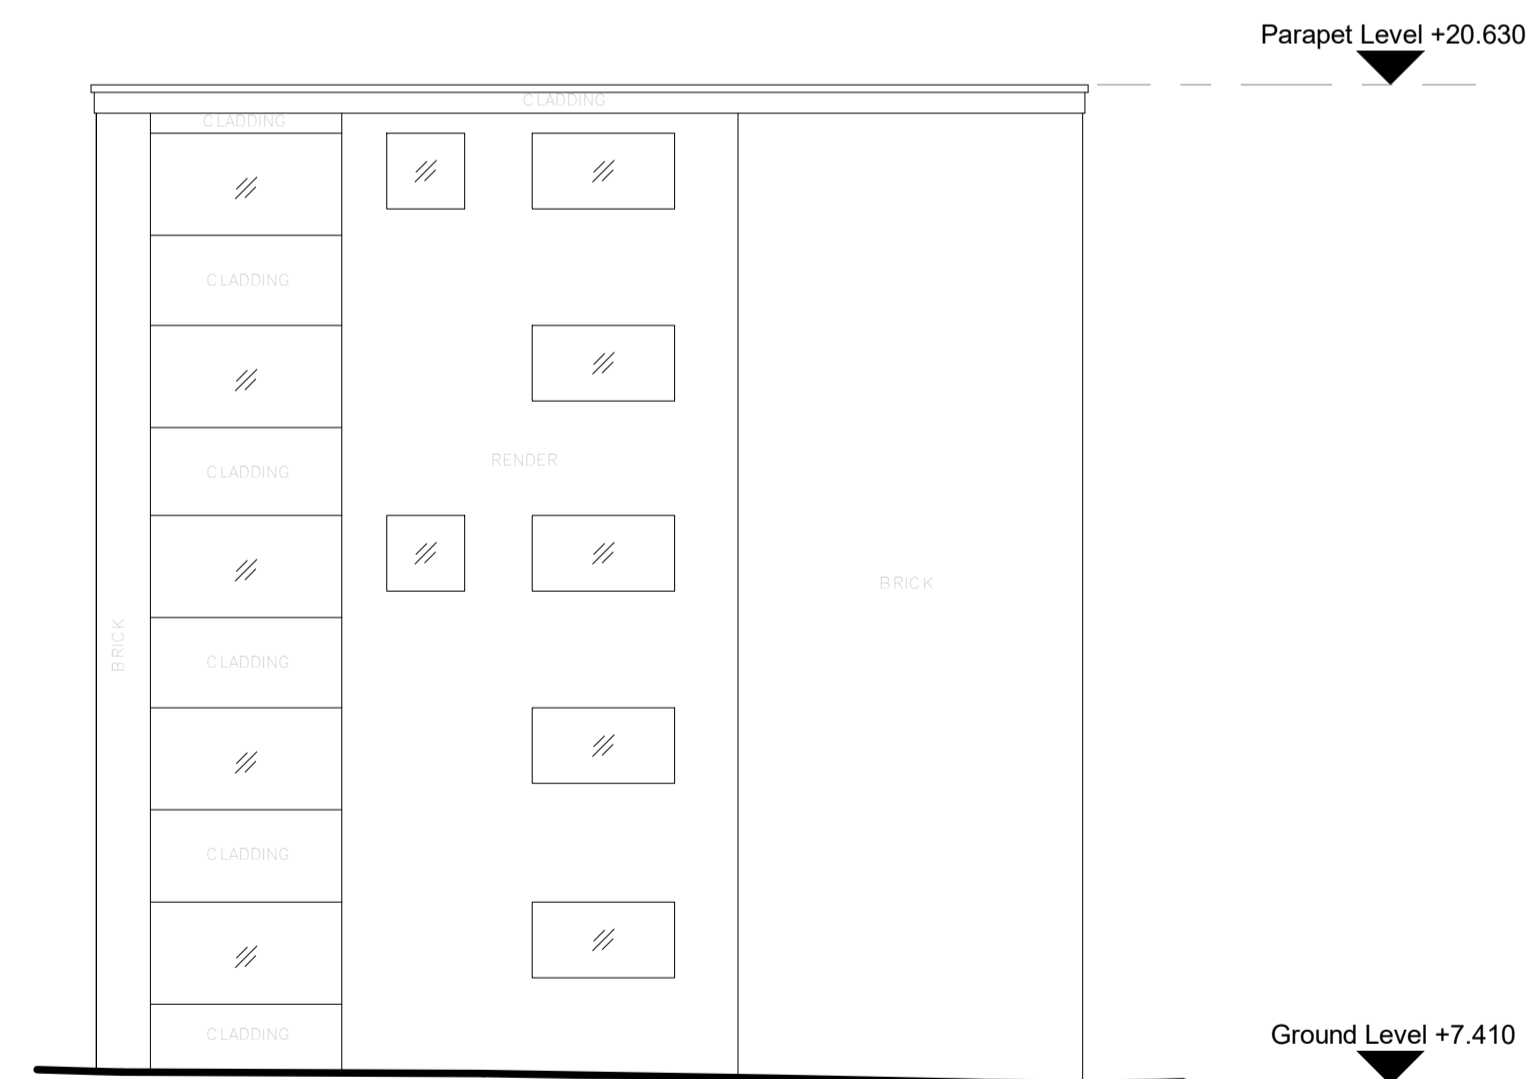 Parapet Level +20.630
CLADDING
CLADDING
CLADDING
CLADDING
RENDER
BRICK
BRICK
CLADDING
CLADDING
CLADDING
Ground Level +7.410